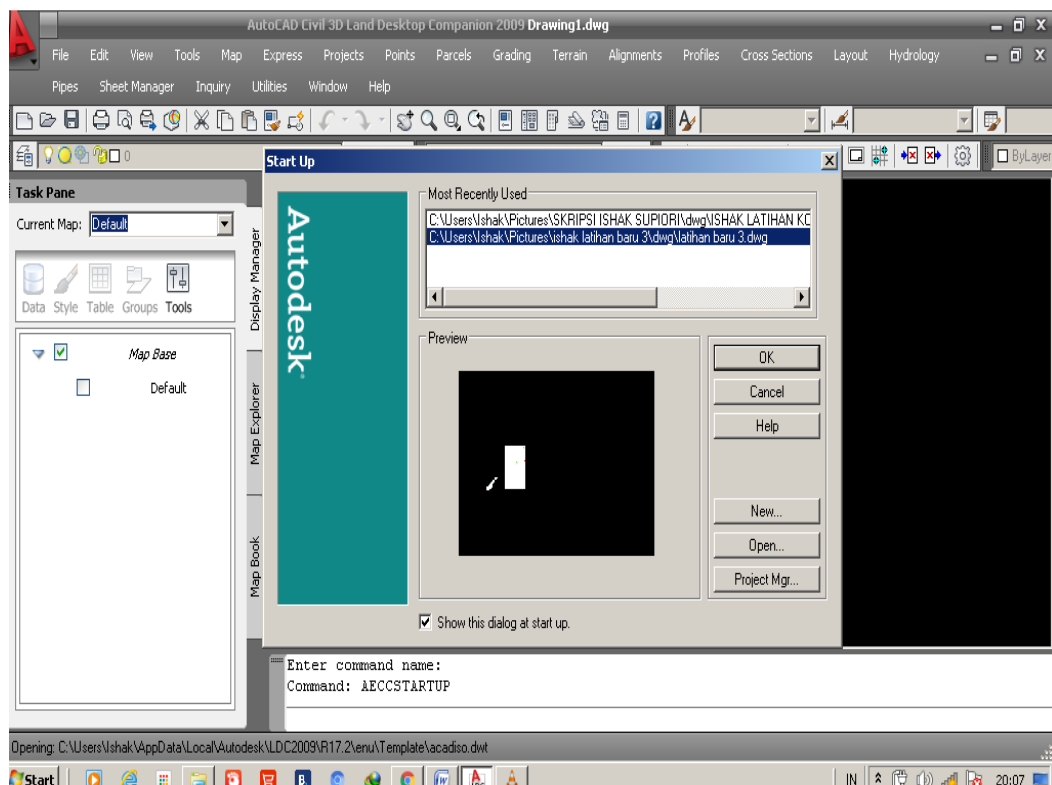 AutoCAD Civil 3D Land Desktop Companion 2009 Drawing1.dwg
File Edit View Tools Map Express Projects Points Parcels Grading Terrain Alignments Profiles Cross Sections Layout Hydrology
Pipes Sheet Manager Inquiry Utilities Window Help
0
ByLayer
Task Pane
Current Map: Default
Data Style Table Groups Tools
Map Base
Default
Display Manager
Map Explorer
Map Book
Start Up
Autodesk
Most Recently Used
C:\Users\Ishak\Pictures\SKRIPSI ISHAK SUPIORI\dwg\ISHAK LATIHAN KO
C:\Users\Ishak\Pictures\ishak latihan baru 3\dwg\latihan baru 3.dwg
Preview
OK
Cancel
Help
New...
Open...
Project Mgr...
Show this dialog at start up.
Enter command name:
Command: AECCSTARTUP
Opening: C:\Users\Ishak\AppData\Local\Autodesk\LDC2009\R17.2\enu\Template\acadiso.dwt
Start
B.
IN
20:07